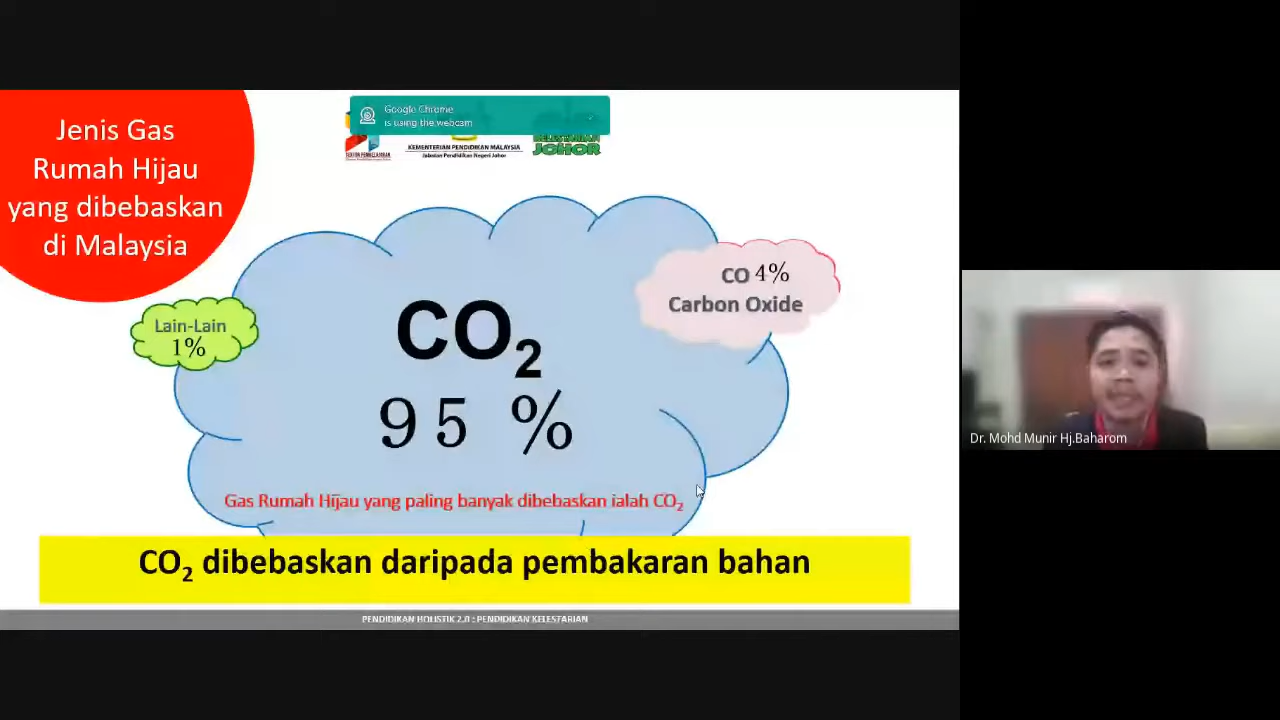 Jenis Gas
Rumah Hijau
yang dibebaskan
di Malaysia
Google Chrome
is using the webcam
KEMENTERIAN PENDIDIKAN MALAYSIA
Jabatan Pendidikan Negeri Johor
JOHOR
CO 4%
Carbon Oxide
Lain-Lain
1%
CO₂
95 %
Gas Rumah Hijau yang paling banyak dibebaskan ialah CO₂
CO₂ dibebaskan daripada pembakaran bahan
PENDIDIKAN HOLISTIK 2.0 : PENDIDIKAN KELESTARIAN
Dr. Mohd Munir Hj.Baharom